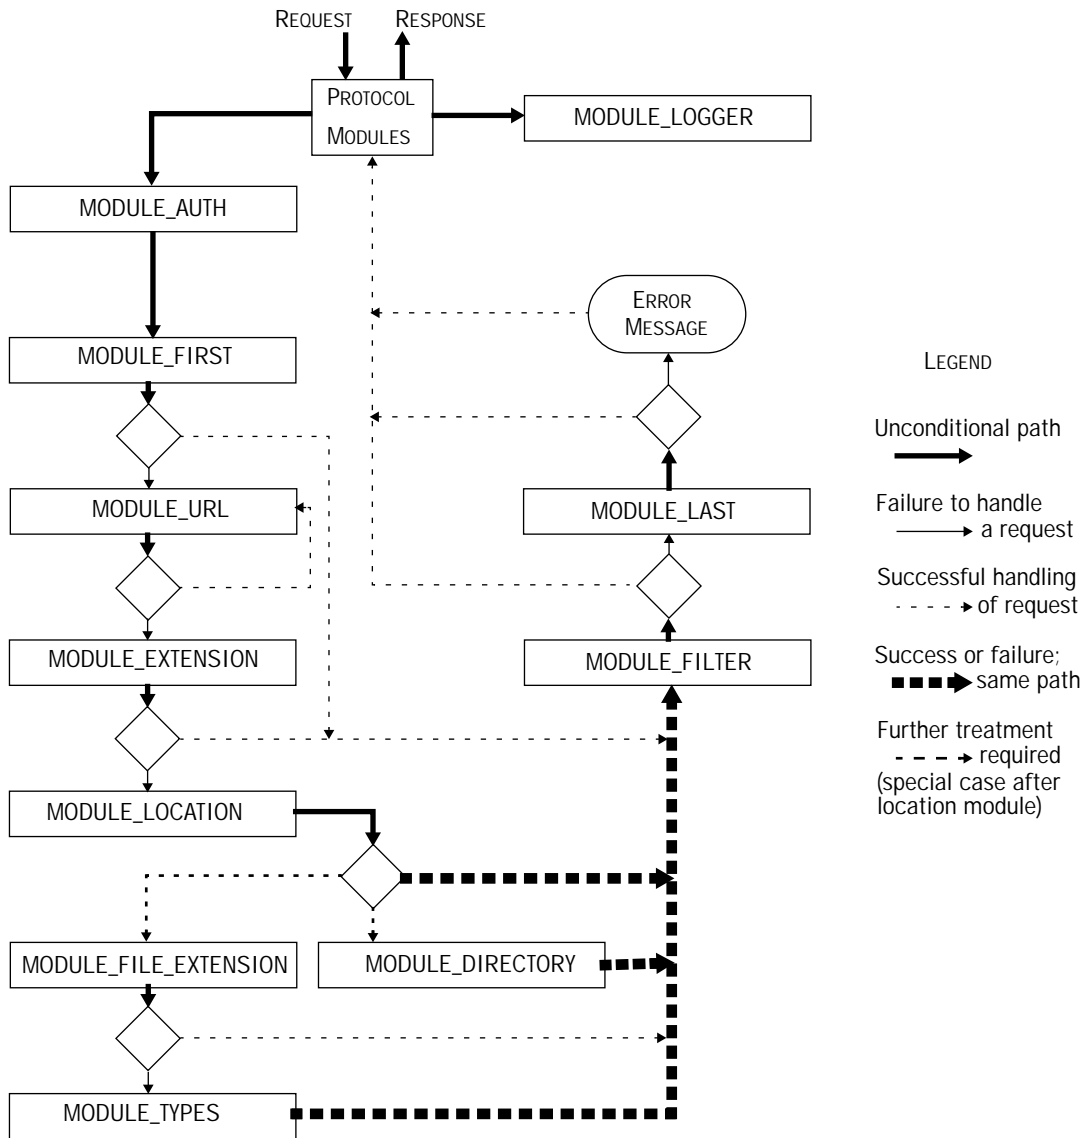 REQUEST RESPONSE
PROTOCOL
MODULES
MODULE_LOGGER
MODULE_AUTH
MODULE_FIRST
MODULE_URL
MODULE_EXTENSION
MODULE_LOCATION
MODULE_FILE_EXTENSION
MODULE_DIRECTORY
MODULE_TYPES
ERROR
MESSAGE
MODULE_LAST
MODULE_FILTER
LEGEND
Unconditional path
Failure to handle
a request
Successful handling
of request
Success or failure;
same path
Further treatment
required
(special case after
location module)